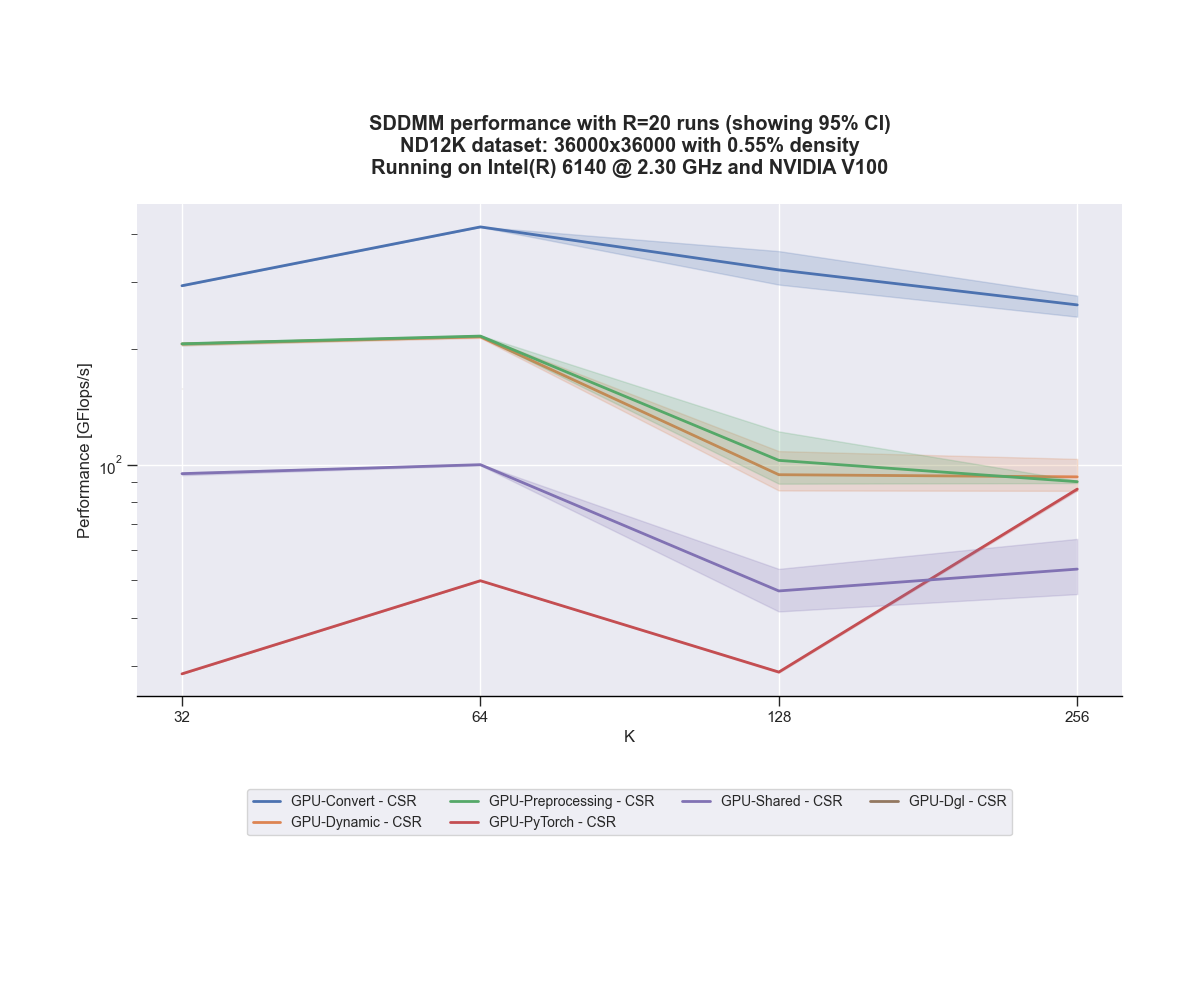 SDDMM performance with R=20 runs (showing 95% CI)
ND12K dataset: 36000x36000 with 0.55% density
Running on Intel(R) 6140 @ 2.30 GHz and NVIDIA V100
Performance [GFlops/s]
10²
32 64 128 256
K
GPU-Convert - CSR GPU-Preprocessing - CSR GPU-Shared - CSR GPU-Dgl - CSR
GPU-Dynamic - CSR GPU-PyTorch - CSR